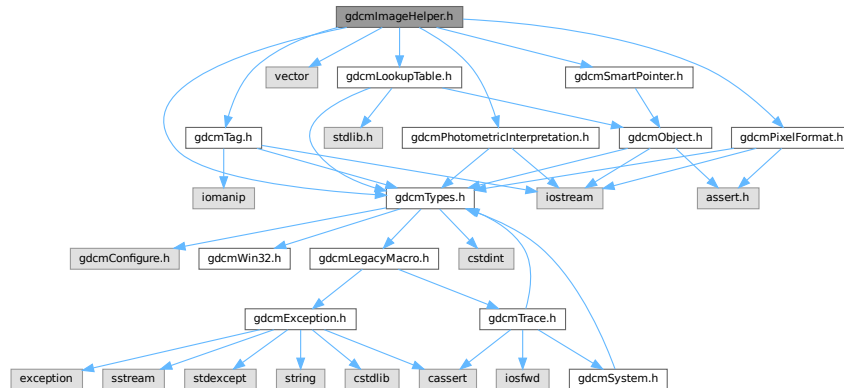 gdcmImageHelper.h
vector
gdcmLookupTable.h
gdcmSmartPointer.h
gdcmTag.h
stdlib.h
gdcmPhotometricInterpretation.h
gdcmObject.h
gdcmPixelFormat.h
iomanip
gdcmTypes.h
iostream
assert.h
gdcmConfigure.h
gdcmWin32.h
gdcmLegacyMacro.h
cstdint
gdcmException.h
gdcmTrace.h
exception
sstream
stdexcept
string
cstdlib
cassert
iosfwd
gdcmSystem.h